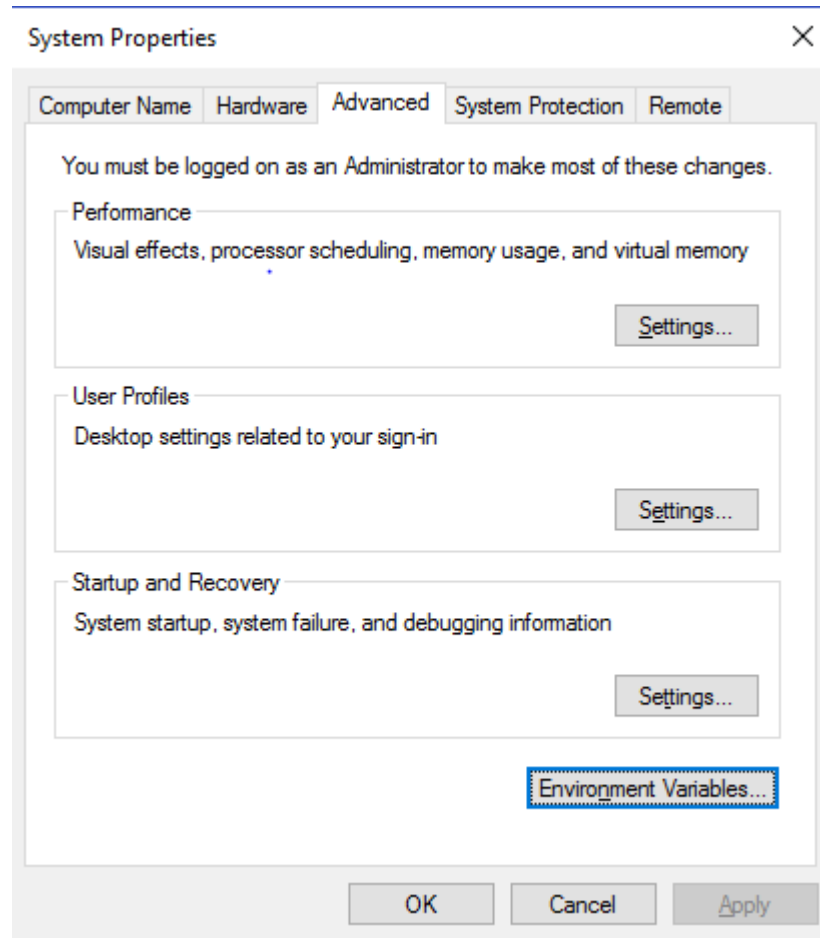 System Properties
Computer Name Hardware Advanced System Protection Remote
You must be logged on as an Administrator to make most of these changes.
Performance
Visual effects, processor scheduling, memory usage, and virtual memory
Settings...
User Profiles
Desktop settings related to your sign-in
Settings...
Startup and Recovery
System startup, system failure, and debugging information
Settings...
Environment Variables...
OK Cancel Apply